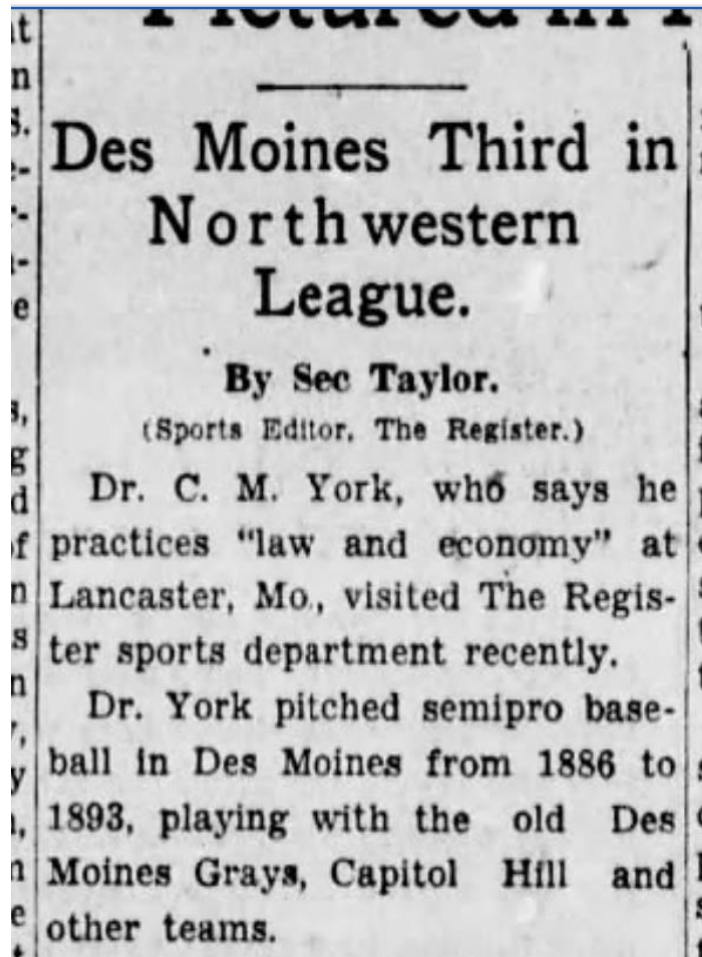 Pictured in
Des Moines Third in
Northwestern
League.
By Sec Taylor.
(Sports Editor, The Register.)
Dr. C. M. York, who says he
practices "law and economy" at
Lancaster, Mo., visited The Regis-
ter sports department recently.
Dr. York pitched semipro base-
ball in Des Moines from 1886 to
1893, playing with the old Des
Moines Grays, Capitol Hill and
other teams.